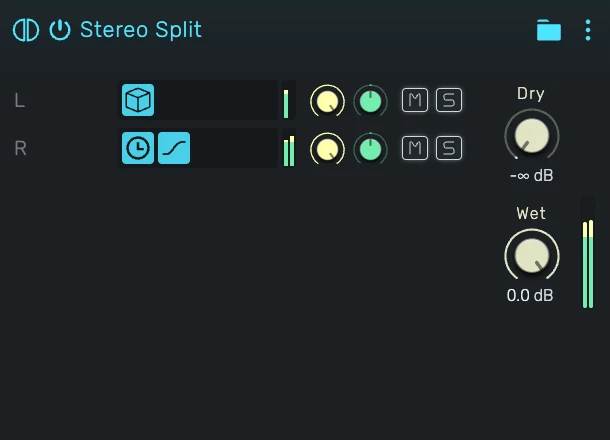 Stereo Split
L M S
R M S
Dry
-∞ dB
Wet
0.0 dB